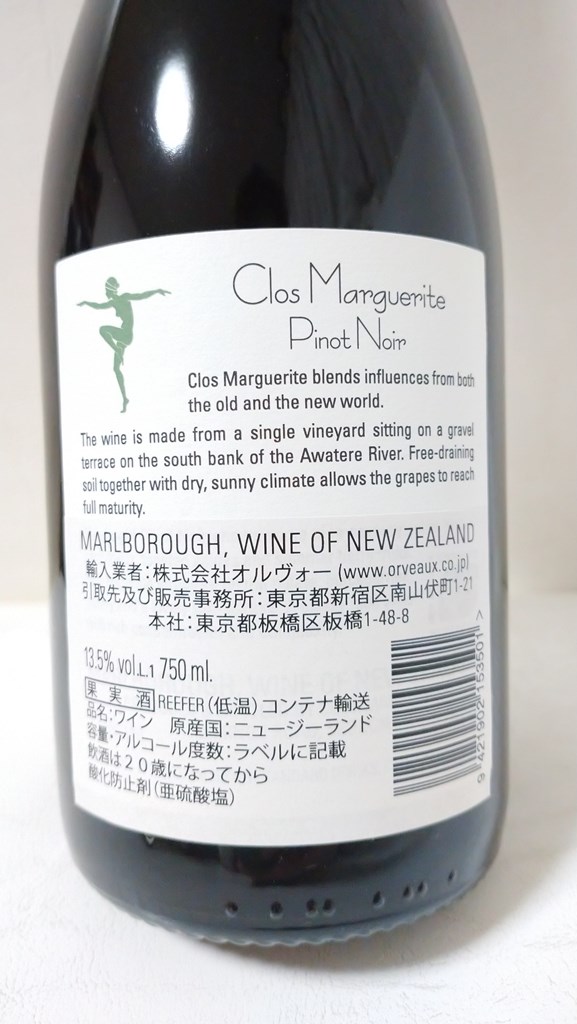 Clos Marguerite
Pinot Noir
Clos Marguerite blends influences from both
the old and the new world.
The wine is made from a single vineyard sitting on a gravel
terrace on the south bank of the Awatere River. Free-draining
soil together with dry, sunny climate allows the grapes to reach
full maturity.
MARLBOROUGH, WINE OF NEW ZEALAND
輸入業者:株式会社オルヴォー (www.orveaux.co.jp)
引取先及び販売事務所:東京都新宿区南山伏町1-21
本社:東京都板橋区板橋1-48-8
13.5% vol.L.1 750 ml.
果実酒 REEFER(低温)コンテナ輸送
品名:ワイン 原産国:ニュージーランド
容量・アルコール度数:ラベルに記載
飲酒は20歳になってから
酸化防止剤(亜硫酸塩)
9 421902 153501 >